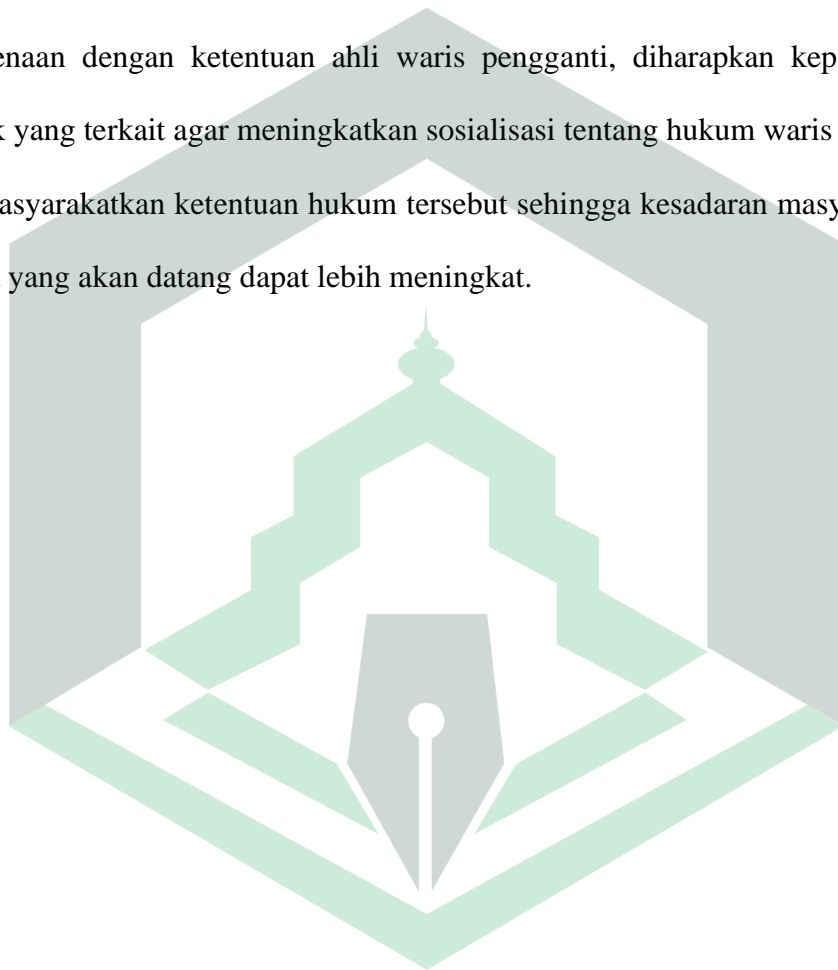 enaan dengan ketentuan ahli waris pengganti, diharapkan kep
k yang terkait agar meningkatkan sosialisasi tentang hukum waris
asyarakatkan ketentuan hukum tersebut sehingga kesadaran masy
yang akan datang dapat lebih meningkat.